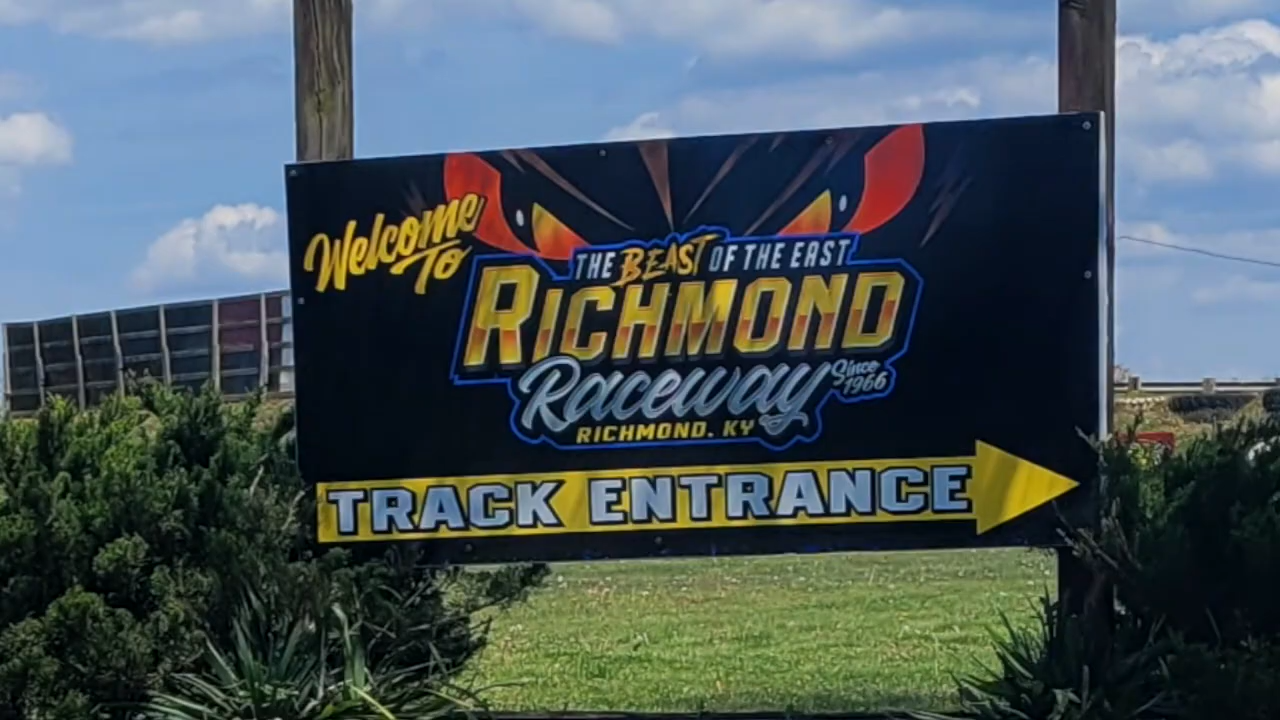 Welcome
To
THE BEAST OF THE EAST
RICHMOND
Raceway
Since
1966
RICHMOND, KY
TRACK ENTRANCE